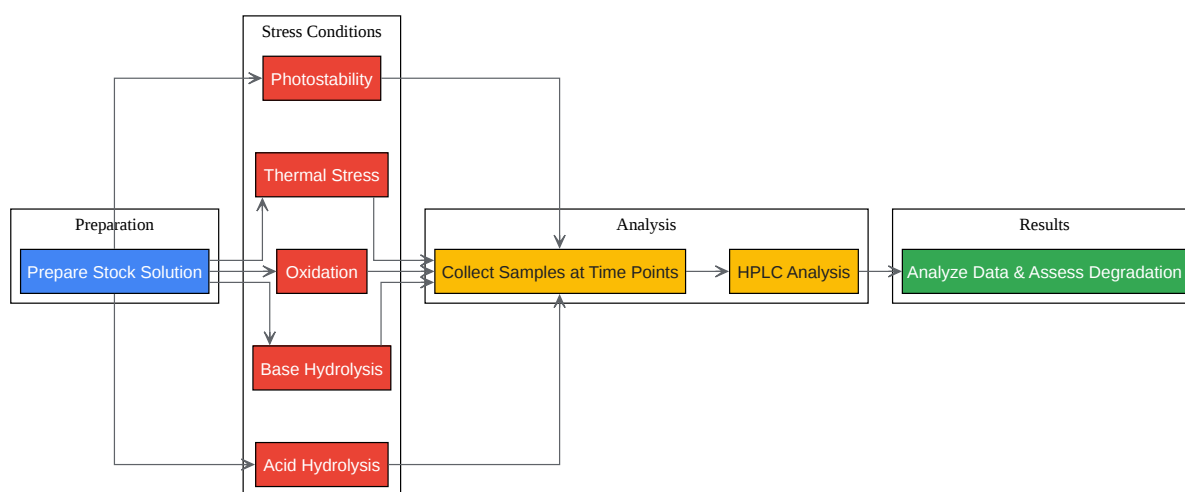 Stress Conditions
Photostability
Thermal Stress
Preparation
Prepare Stock Solution
Oxidation
Base Hydrolysis
Acid Hydrolysis
Analysis
Collect Samples at Time Points
HPLC Analysis
Results
Analyze Data & Assess Degradation